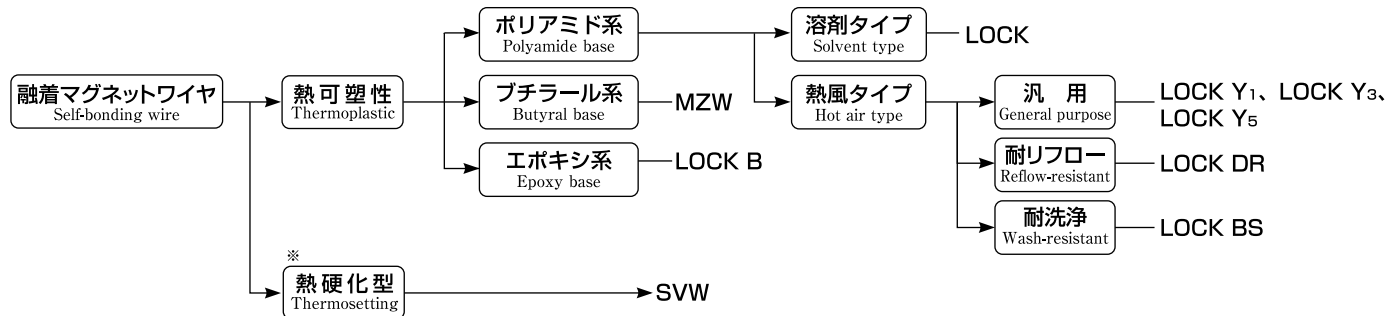 ポリアミド系
Polyamide base
溶剤タイプ
Solvent type
LOCK
融着マグネットワイヤ
Self-bonding wire
熱可塑性
Thermoplastic
ブチラール系
Butyral base
MZW
熱風タイプ
Hot air type
汎 用
General purpose
LOCK Y1、LOCK Y3、
LOCK Y5
エポキシ系
Epoxy base
LOCK B
耐リフロー
Reflow-resistant
LOCK DR
耐洗浄
Wash-resistant
LOCK BS
※
熱硬化型
Thermosetting
SVW